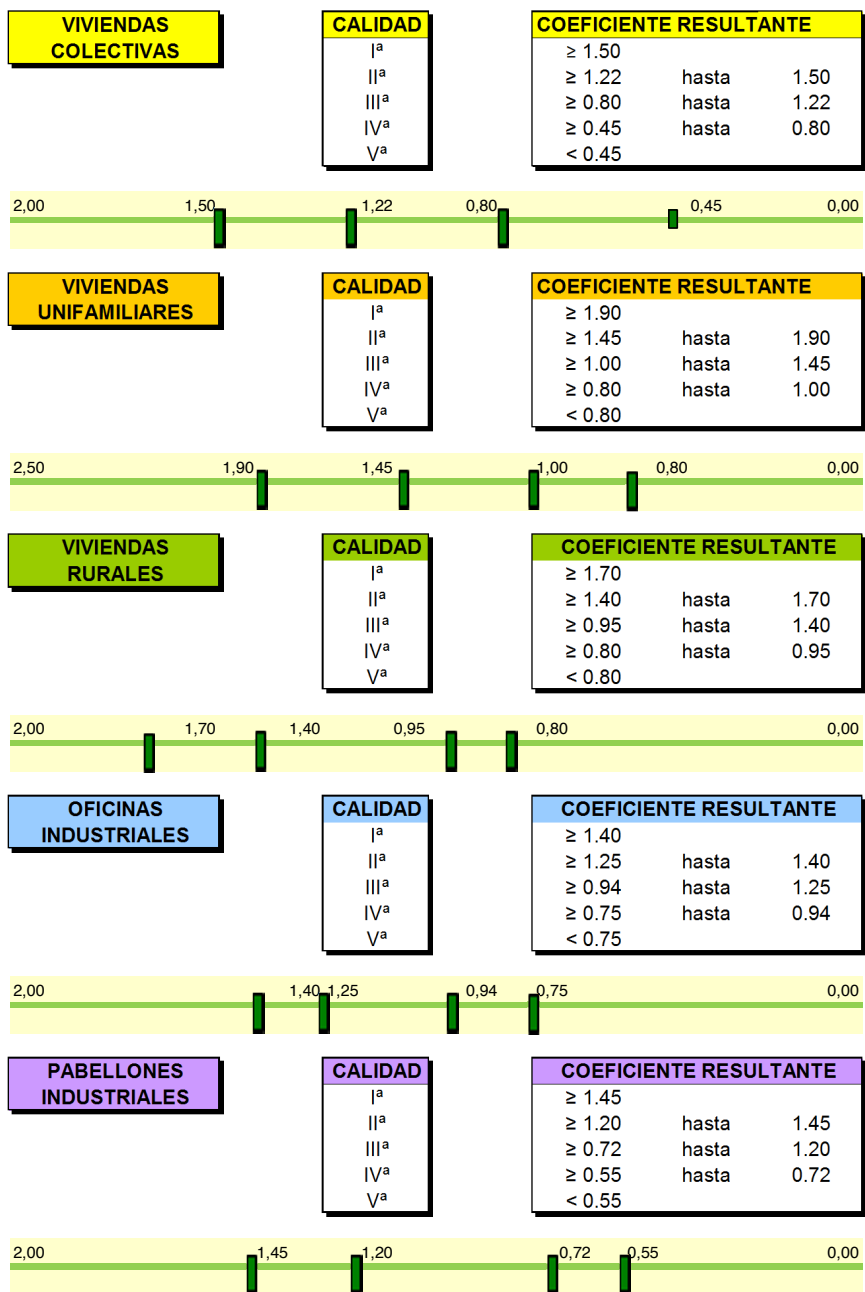 VIVIENDAS COLECTIVAS
CALIDAD COEFICIENTE RESULTANTE
Iª ≥ 1.50
IIª ≥ 1.22 hasta 1.50
IIIª ≥ 0.80 hasta 1.22
IVª ≥ 0.45 hasta 0.80
Vª < 0.45
2,00 1,50 1,22 0,80 0,45 0,00
VIVIENDAS UNIFAMILIARES
CALIDAD COEFICIENTE RESULTANTE
Iª ≥ 1.90
IIª ≥ 1.45 hasta 1.90
IIIª ≥ 1.00 hasta 1.45
IVª ≥ 0.80 hasta 1.00
Vª < 0.80
2,50 1,90 1,45 1,00 0,80 0,00
VIVIENDAS RURALES
CALIDAD COEFICIENTE RESULTANTE
Iª ≥ 1.70
IIª ≥ 1.40 hasta 1.70
IIIª ≥ 0.95 hasta 1.40
IVª ≥ 0.80 hasta 0.95
Vª < 0.80
2,00 1,70 1,40 0,95 0,80 0,00
OFICINAS INDUSTRIALES
CALIDAD COEFICIENTE RESULTANTE
Iª ≥ 1.40
IIª ≥ 1.25 hasta 1.40
IIIª ≥ 0.94 hasta 1.25
IVª ≥ 0.75 hasta 0.94
Vª < 0.75
2,00 1,40 1,25 0,94 0,75 0,00
PABELLONES INDUSTRIALES
CALIDAD COEFICIENTE RESULTANTE
Iª ≥ 1.45
IIª ≥ 1.20 hasta 1.45
IIIª ≥ 0.72 hasta 1.20
IVª ≥ 0.55 hasta 0.72
Vª < 0.55
2,00 1,45 1,20 0,72 0,55 0,00